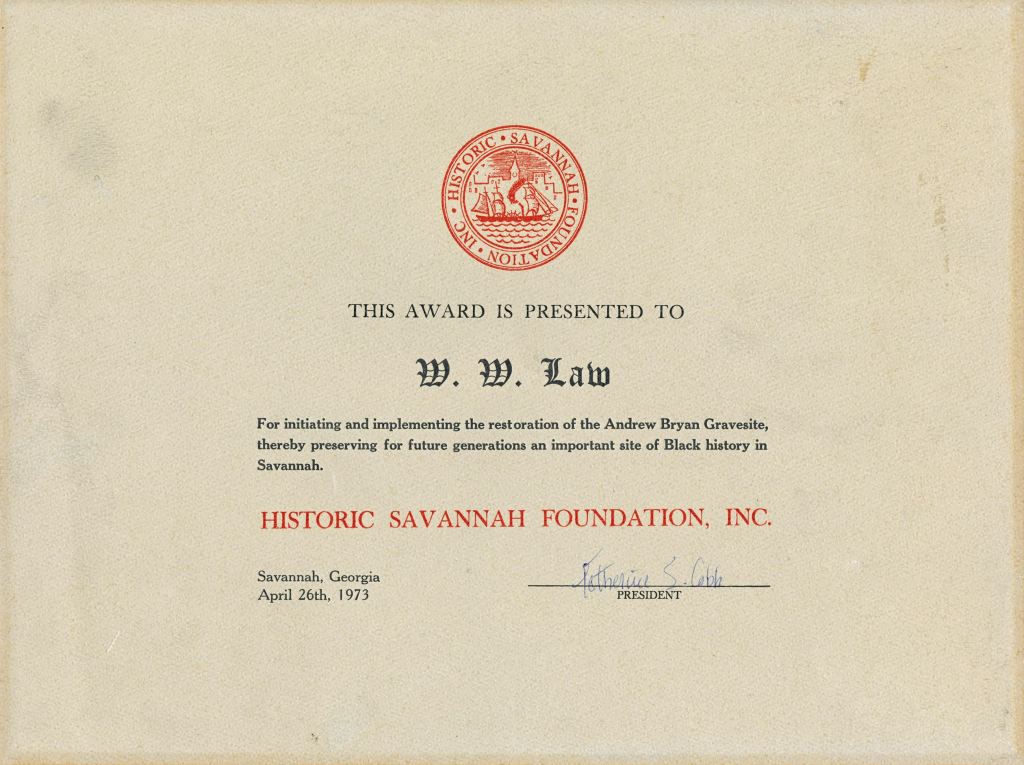 HISTORIC • SAVANNAH • FOUNDATION • INC •
THIS AWARD IS PRESENTED TO
W. W. Law
For initiating and implementing the restoration of the Andrew Bryan Gravesite,
thereby preserving for future generations an important site of Black history in
Savannah.
HISTORIC SAVANNAH FOUNDATION, INC.
Savannah, Georgia
April 26th, 1973
Katherine S. Cobb
PRESIDENT